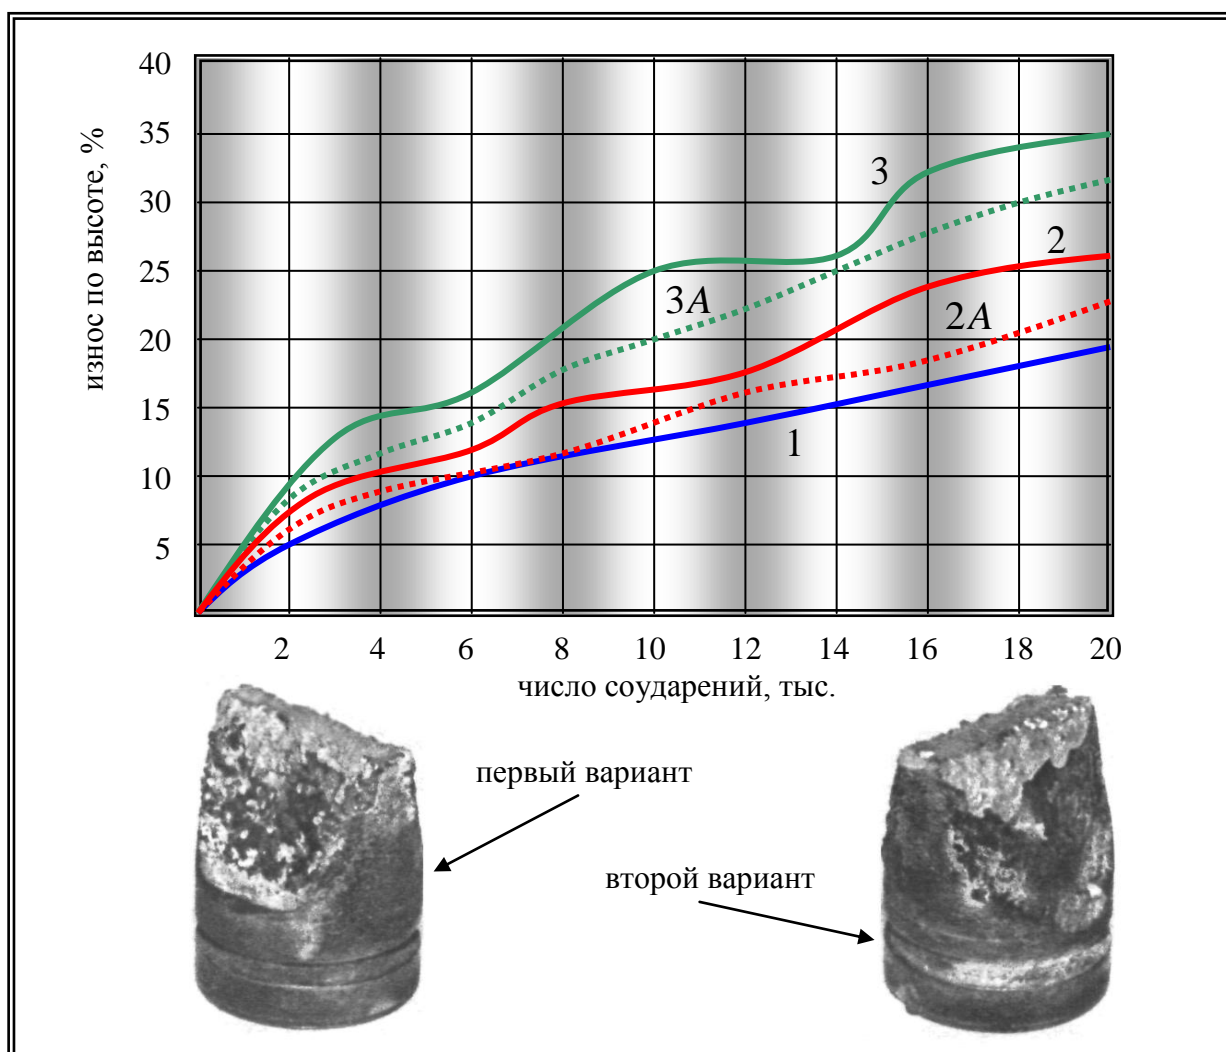 износ по высоте, %
40
35
30
25
20
15
10
5
3
2
3A
2A
1
2 4 6 8 10 12 14 16 18 20
число соударений, тыс.
первый вариант
второй вариант